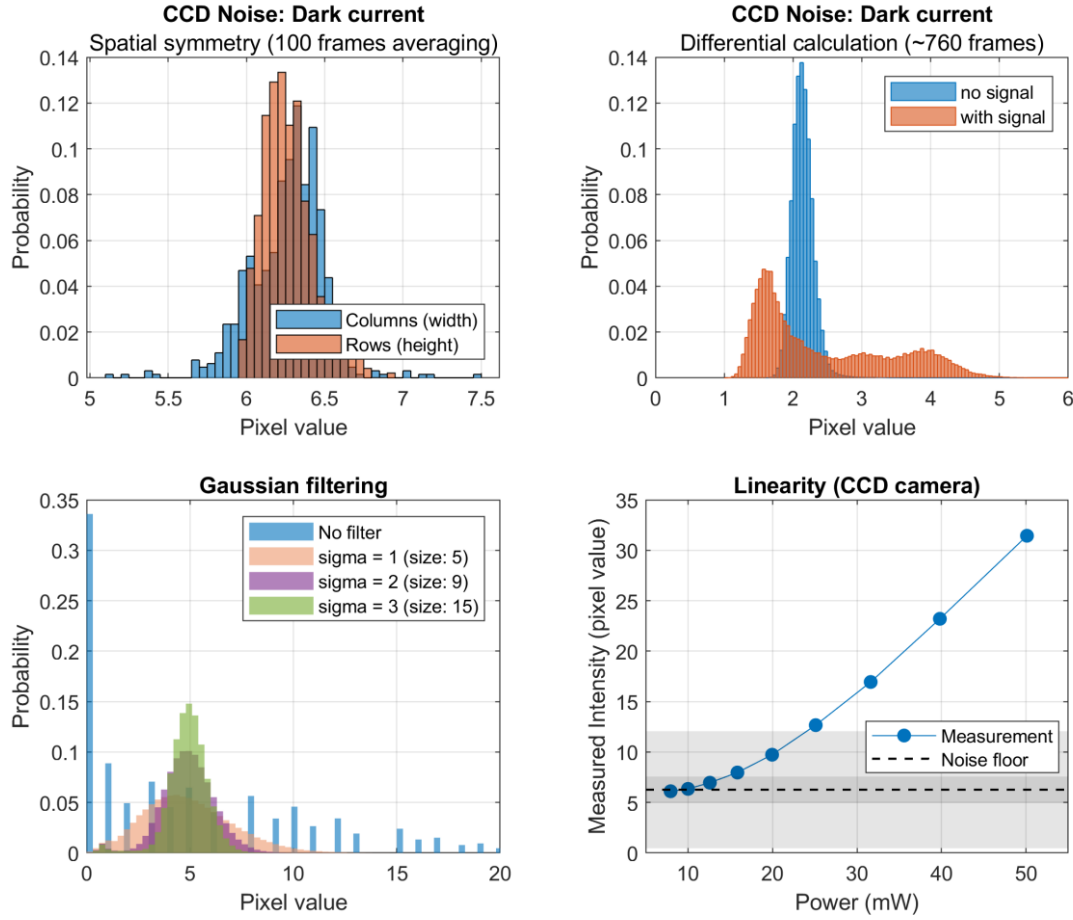 CCD Noise: Dark current
Spatial symmetry (100 frames averaging)
0.14
0.12
0.1
0.08
0.06
0.04
0.02
0
Probability
Columns (width)
Rows (height)
5
5.5
6
6.5
7
7.5
Pixel value
CCD Noise: Dark current
Differential calculation (~760 frames)
0.14
0.12
0.1
0.08
0.06
0.04
0.02
0
Probability
no signal
with signal
0
1
2
3
4
5
6
Pixel value
Gaussian filtering
0.35
0.3
0.25
0.2
0.15
0.1
0.05
0
Probability
No filter
sigma = 1 (size: 5)
sigma = 2 (size: 9)
sigma = 3 (size: 15)
0
5
10
15
20
Pixel value
Linearity (CCD camera)
35
30
25
20
15
10
5
0
Measured Intensity (pixel value)
Measurement
Noise floor
10
20
30
40
50
Power (mW)